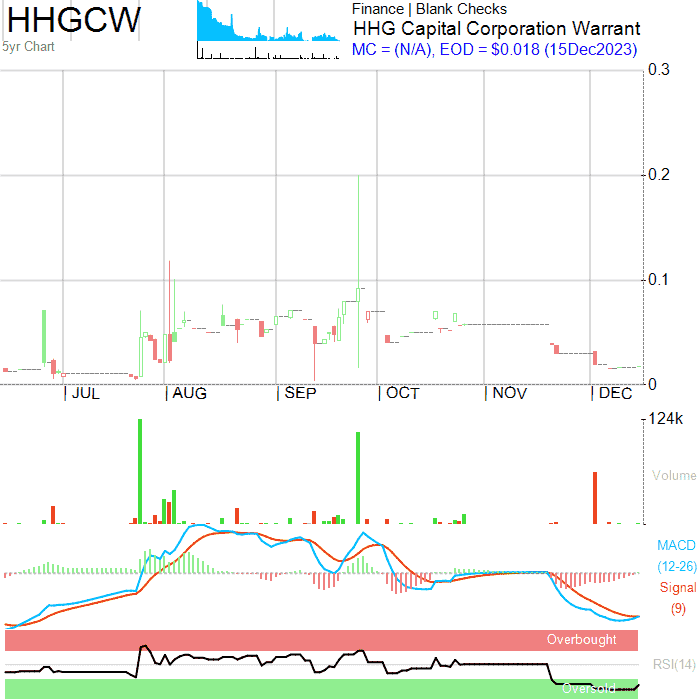 HHGCW
5yr Chart
Finance | Blank Checks
HHG Capital Corporation Warrant
MC = (N/A), EOD = $0.018 (15Dec2023)
0.3
0.2
0.1
0
| JUL | AUG | SEP | OCT | NOV | DEC
124k
Volume
MACD
(12-26)
Signal
(9)
Overbought
RSI(14)
Oversold